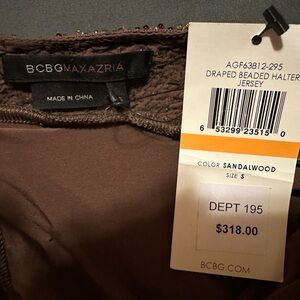 BCBGMAXAZRIA
MADE IN CHINA
AGF63B12-295
DRAPED BEADED HALTER
JERSEY
6 53299 23515 0
COLOR SANDALWOOD
SIZE S
DEPT 195
$318.00
BCBG.COM